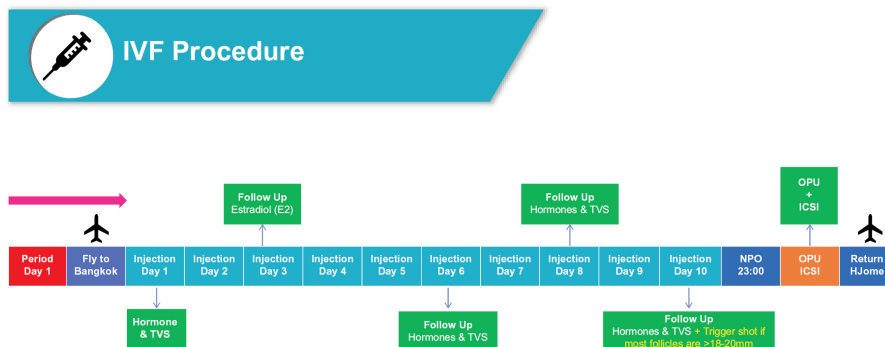 IVF Procedure
Follow Up
Estradiol (E2)
Follow Up
Hormones & TVS
OPU
+
ICSI
Period
Day 1
Fly to
Bangkok
Injection
Day 1
Injection
Day 2
Injection
Day 3
Injection
Day 4
Injection
Day 5
Injection
Day 6
Injection
Day 7
Injection
Day 8
Injection
Day 9
Injection
Day 10
NPO
23:00
OPU
ICSI
Return
HJome
Hormone
& TVS
Follow Up
Hormones & TVS
Follow Up
Hormones & TVS + Trigger shot if
most follicles are >18-20mm